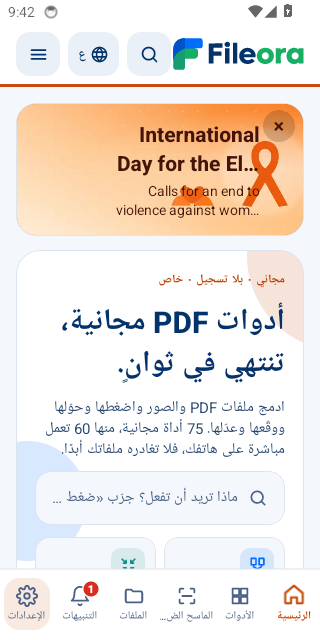 9:42
ع
Fileora
International
Day for the El...
Calls for an end to
violence against wom...
مجاني · بلا تسجيل · خاص
أدوات PDF مجانية،
تنتهي في ثوانٍ.
ادمج ملفات PDF والصور واضغطها وحوّلها
ووقّعها وعدّلها. 75 أداة مجانية، منها 60 تعمل
مباشرة على هاتفك، فلا تغادره ملفاتك أبدًا.
ماذا تريد أن تفعل؟ جرّب «ضغط ...
الرئيسية
الأدوات
الماسح الض...
الملفات
التنبيهات
1
الإعدادات